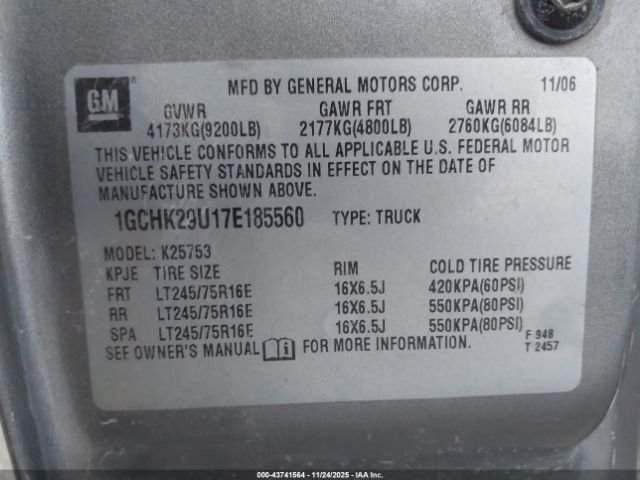 GM
MFD BY GENERAL MOTORS CORP. 11/06
GVWR GAWR FRT GAWR RR
4173KG(9200LB) 2177KG(4800LB) 2760KG(6084LB)
THIS VEHICLE CONFORMS TO ALL APPLICABLE U.S. FEDERAL MOTOR
VEHICLE SAFETY STANDARDS IN EFFECT ON THE DATE OF
MANUFACTURE SHOWN ABOVE.
1GCHK29U17E185560 TYPE: TRUCK
MODEL: K25753
KPJE TIRE SIZE RIM COLD TIRE PRESSURE
FRT LT245/75R16E 16X6.5J 420KPA(60PSI)
RR LT245/75R16E 16X6.5J 550KPA(80PSI)
SPA LT245/75R16E 16X6.5J 550KPA(80PSI)
SEE OWNER'S MANUAL i FOR MORE INFORMATION.
F 948
T 2457
000-43741564 - 11/24/2025 - IAA Inc.